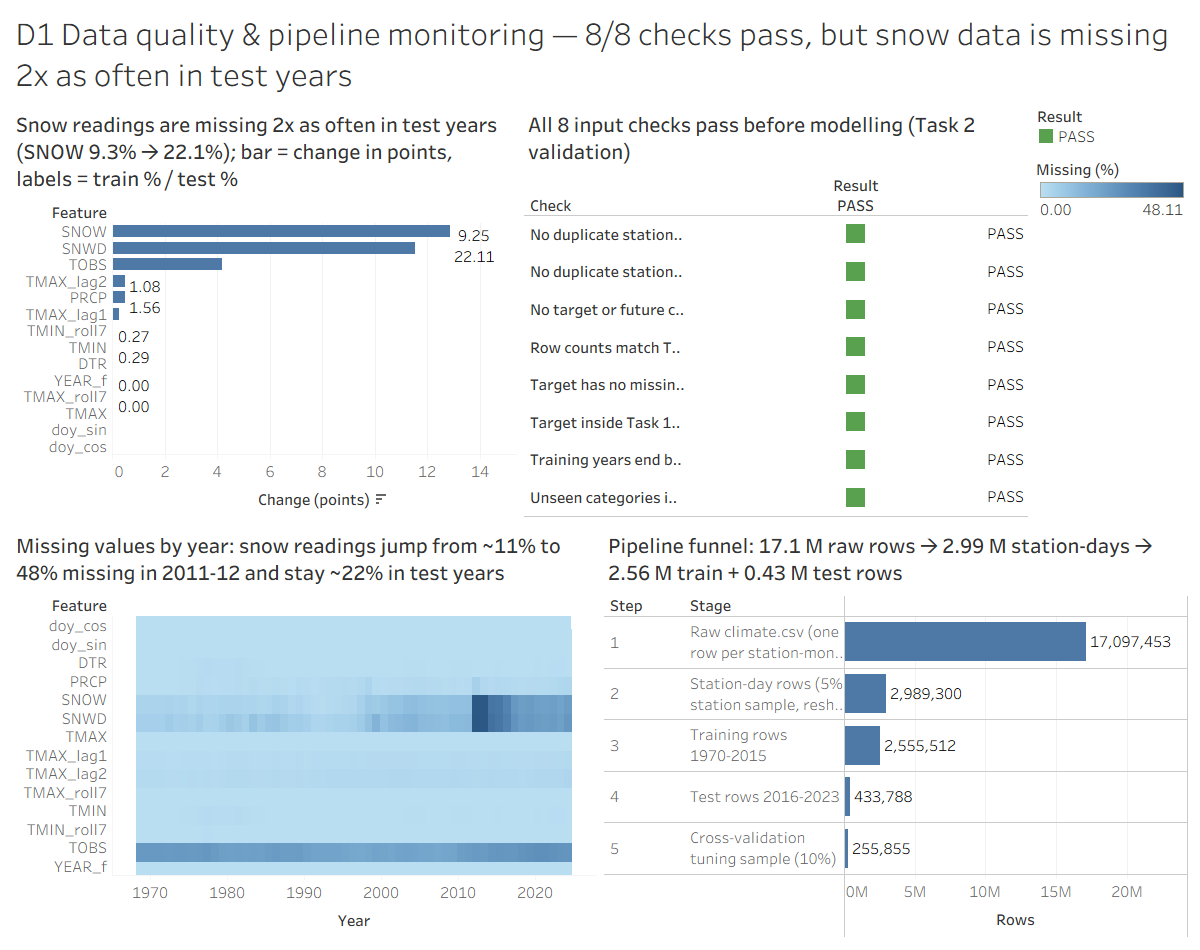 D1 Data quality & pipeline monitoring — 8/8 checks pass, but snow data is missing
2x as often in test years
Snow readings are missing 2x as often in test years
(SNOW 9.3% → 22.1%); bar = change in points,
labels = train % / test %
Feature
SNOW
SNWD
TOBS
TMAX_lag2
PRCP
TMAX_lag1
TMIN_roll7
TMIN
DTR
YEAR_f
TMAX_roll7
TMAX
doy_sin
doy_cos
9.25
22.11
1.08
1.56
0.27
0.29
0.00
0.00
0 2 4 6 8 10 12 14
Change (points)
All 8 input checks pass before modelling (Task 2
validation)
Result
Check PASS
No duplicate station.. PASS
No duplicate station.. PASS
No target or future c.. PASS
Row counts match T.. PASS
Target has no missin.. PASS
Target inside Task 1.. PASS
Training years end b.. PASS
Unseen categories i.. PASS
Result
PASS
Missing (%)
0.00 48.11
Missing values by year: snow readings jump from ~11% to
48% missing in 2011-12 and stay ~22% in test years
Feature
doy_cos
doy_sin
DTR
PRCP
SNOW
SNWD
TMAX
TMAX_lag1
TMAX_lag2
TMAX_roll7
TMIN
TMIN_roll7
TOBS
YEAR_f
1970 1980 1990 2000 2010 2020
Year
Pipeline funnel: 17.1 M raw rows → 2.99 M station-days →
2.56 M train + 0.43 M test rows
Step Stage
1 Raw climate.csv (one
row per station-mon.. 17,097,453
2 Station-day rows (5%
station sample, resh.. 2,989,300
3 Training rows
1970-2015 2,555,512
4 Test rows 2016-2023 433,788
5 Cross-validation
tuning sample (10%) 255,855
0M 5M 10M 15M 20M
Rows